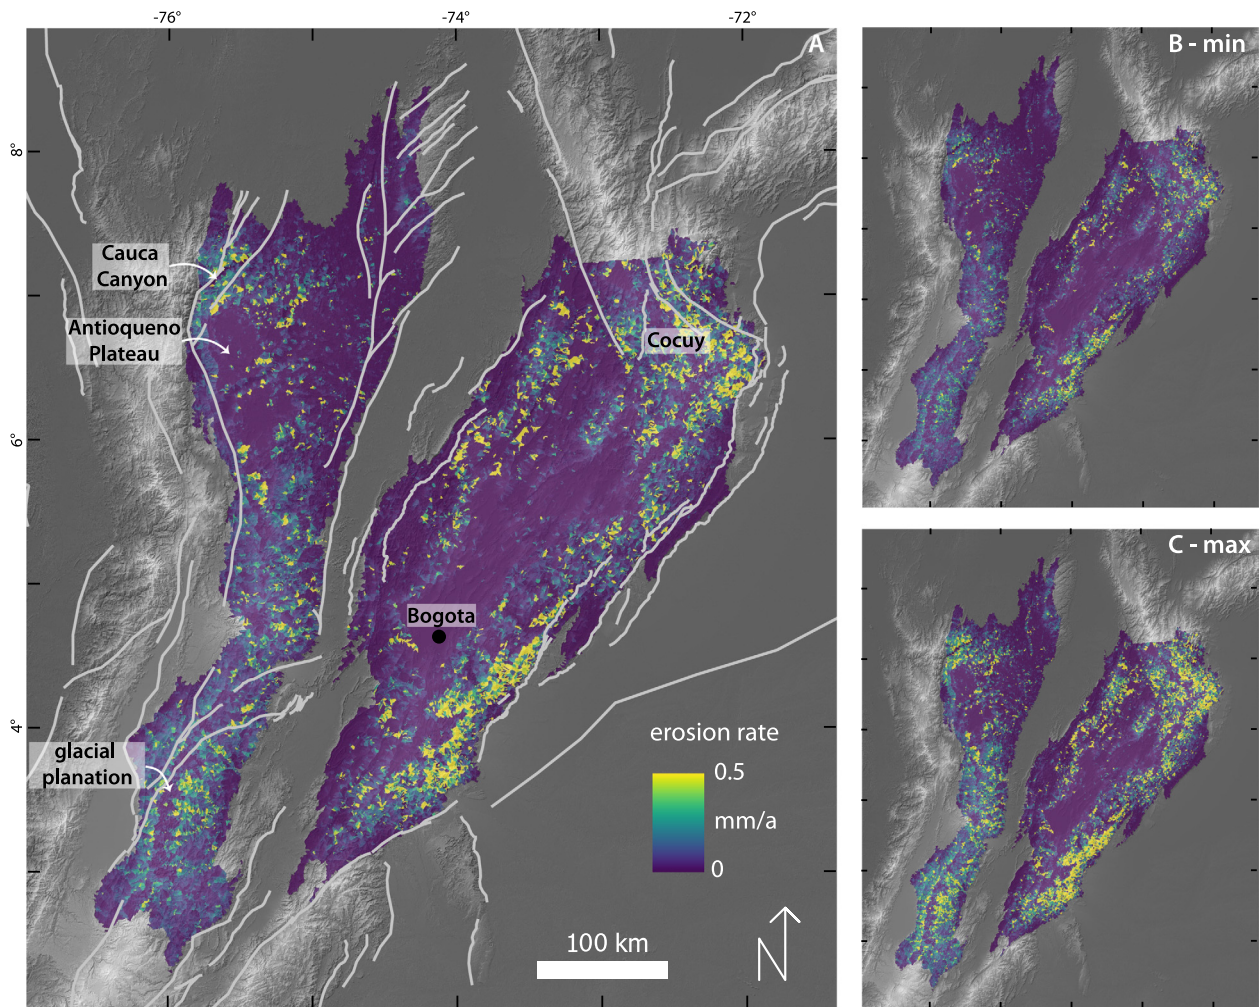 -76°
-74°
-72°
A
8°
6°
4°
Cauca
Canyon
Antioqueno
Plateau
Cocuy
Bogota
glacial
planation
erosion rate
0.5
mm/a
0
100 km
N
B - min
C - max